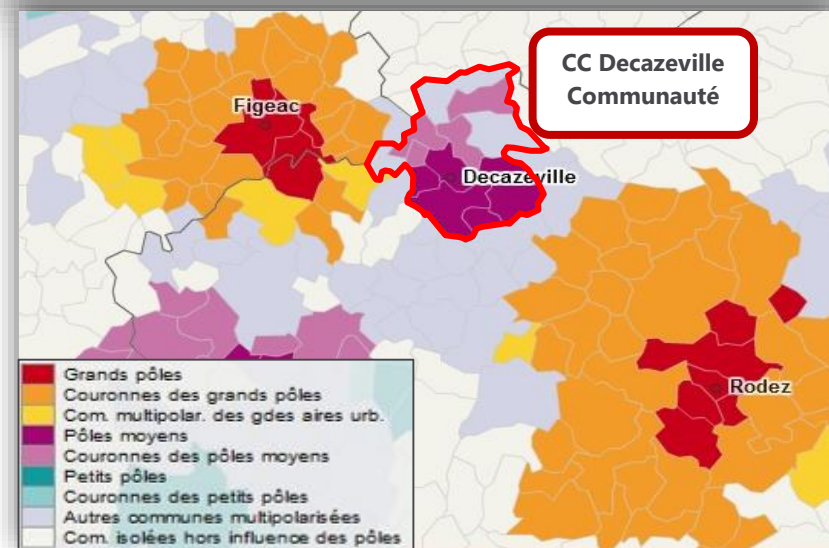 CC Decazeville
Communauté
Figeac
Decazeville
Rodez
Grands pôles
Couronnes des grands pôles
Com. multipolar. des gdes aires urb.
Pôles moyens
Couronnes des pôles moyens
Petits pôles
Couronnes des petits pôles
Autres communes multipolarisées
Com. isolées hors influence des pôles